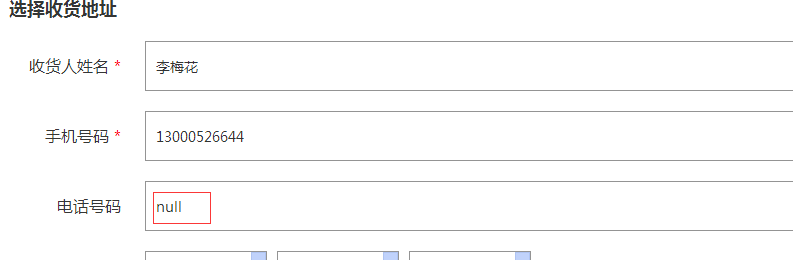 选择收货地址
收货人姓名 * 李梅花
手机号码 * 13000526644
电话号码 null